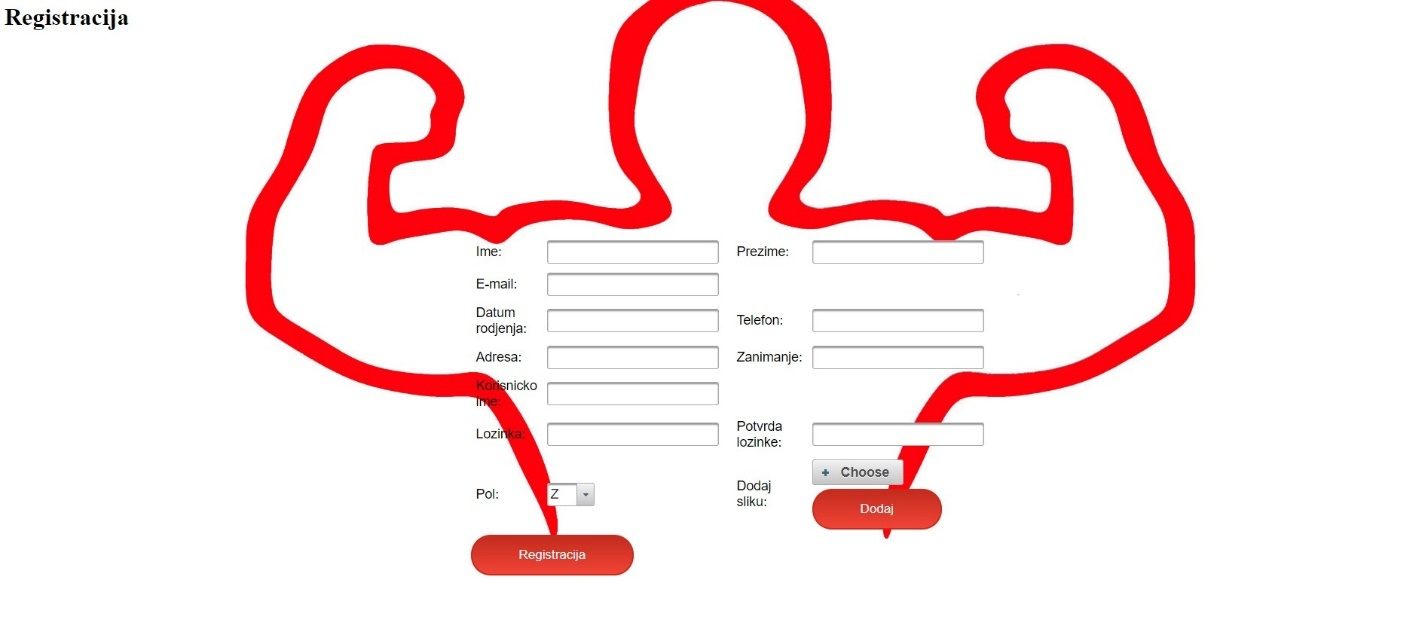 Registracija
Ime: Prezime:
E-mail:
Datum
rodjenja: Telefon:
Adresa: Zanimanje:
Korisnicko
ime:
Lozinka: Potvrda
lozinke:
+ Choose
Pol: Z Dodaj
sliku:
Dodaj
Registracija